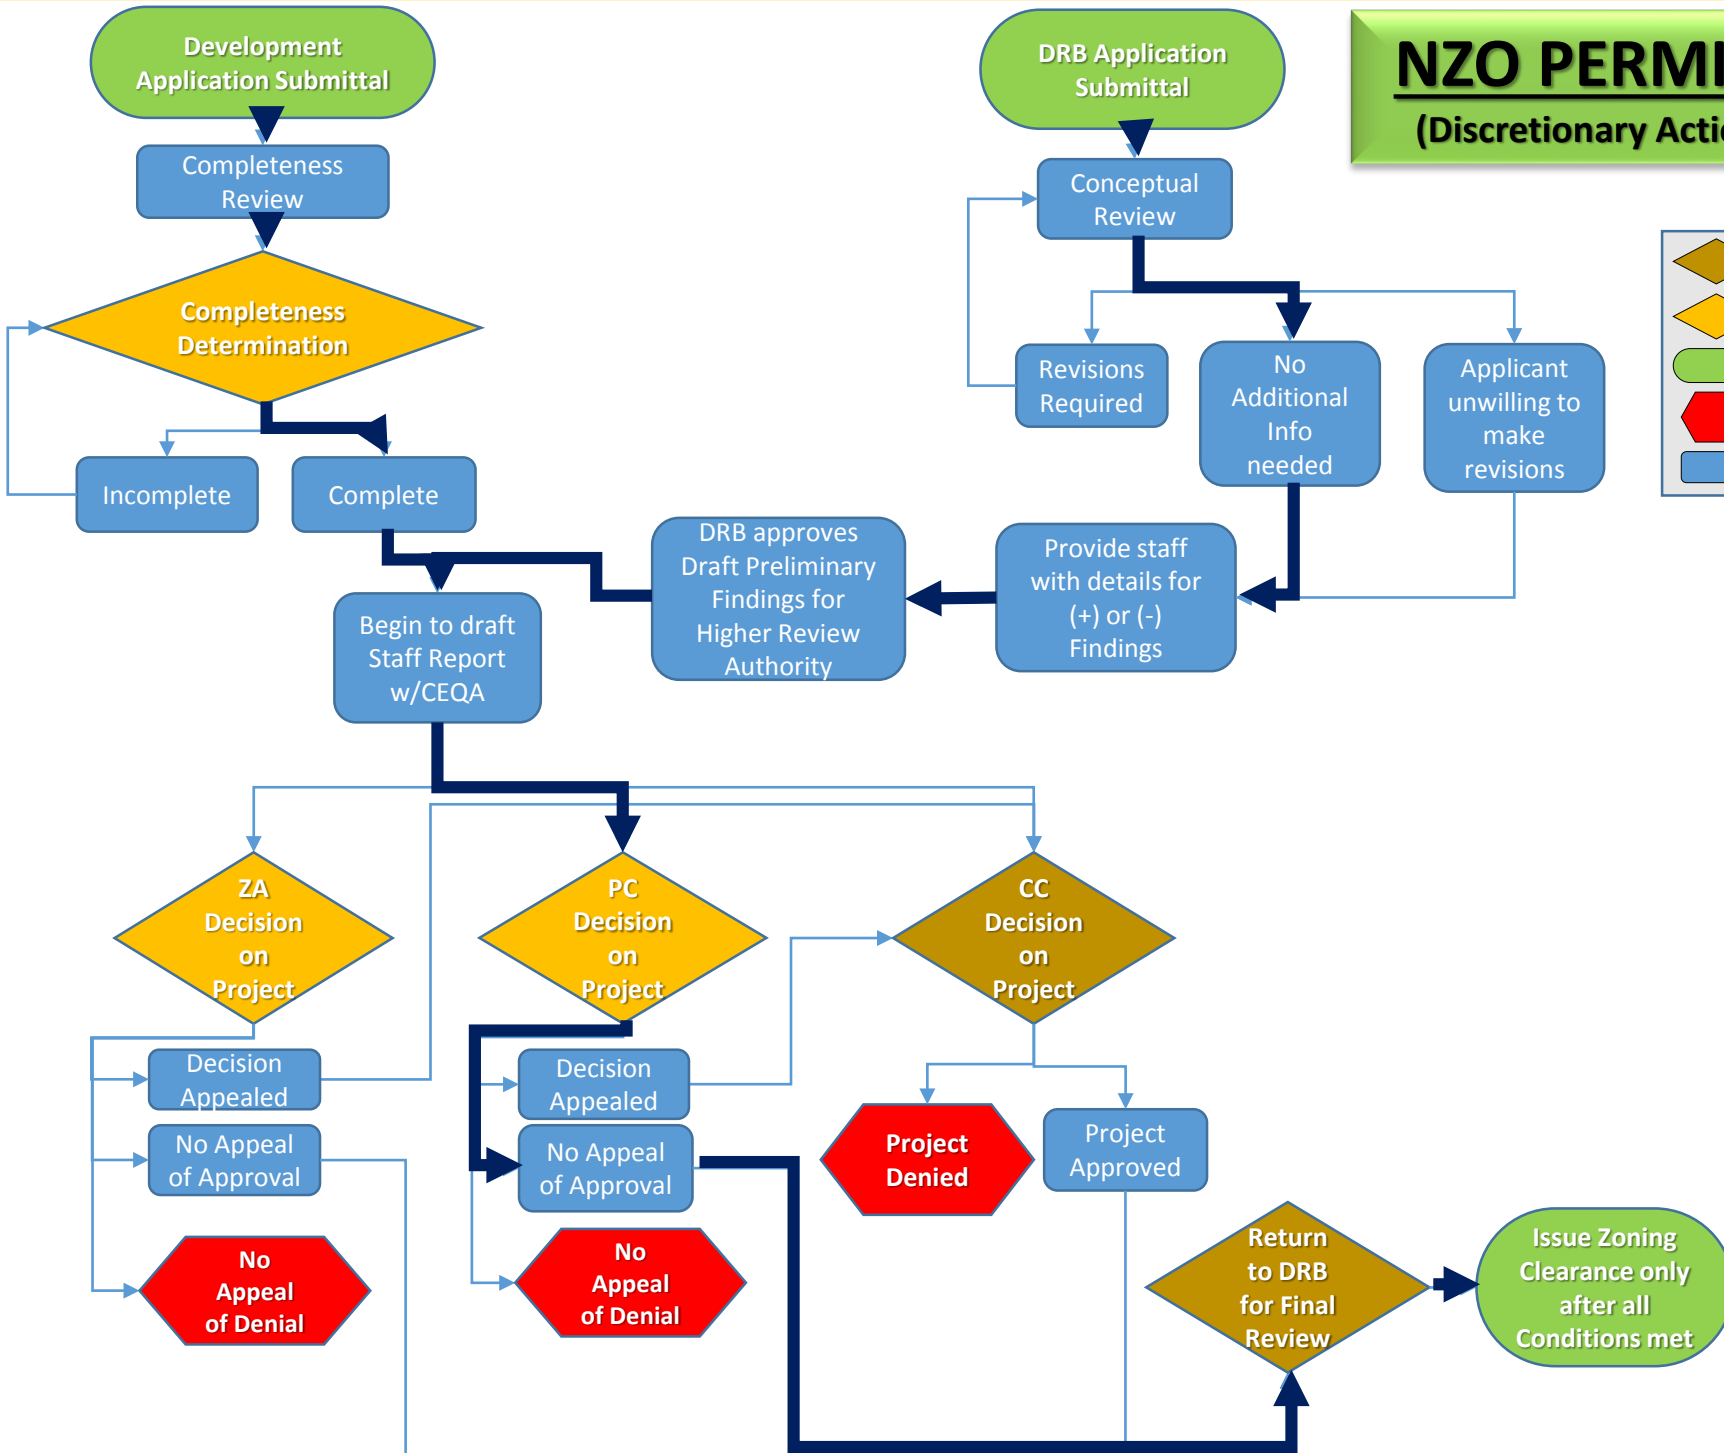 Development
Application Submittal
DRB Application
Submittal
NZO PERMI
(Discretionary Actio
Completeness
Review
Conceptual
Review
Completeness
Determination
Revisions
Required
No
Additional
Info
needed
Applicant
unwilling to
make
revisions
Incomplete
Complete
DRB approves
Draft Preliminary
Findings for
Higher Review
Authority
Provide staff
with details for
(+) or (-)
Findings
Begin to draft
Staff Report
w/CEQA
ZA
Decision
on
Project
PC
Decision
on
Project
CC
Decision
on
Project
Decision
Appealed
Decision
Appealed
No Appeal
of Approval
No Appeal
of Approval
Project
Denied
Project
Approved
No
Appeal
of Denial
No
Appeal
of Denial
Return
to DRB
for Final
Review
Issue Zoning
Clearance only
after all
Conditions met